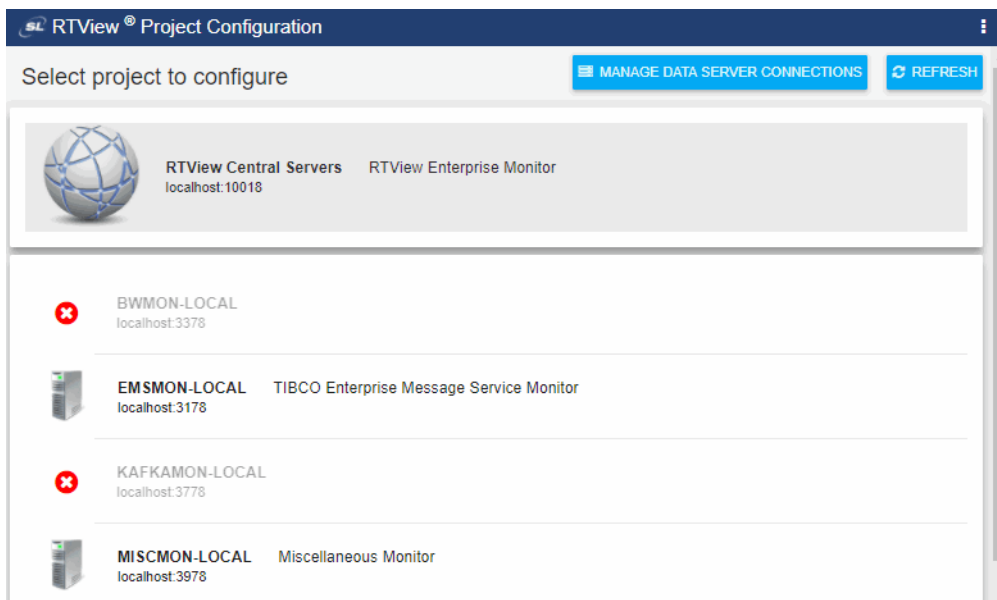 SL RTView ® Project Configuration
Select project to configure
MANAGE DATA SERVER CONNECTIONS
REFRESH
RTView Central Servers RTView Enterprise Monitor
localhost:10018
BWMON-LOCAL
localhost:3378
EMSMON-LOCAL TIBCO Enterprise Message Service Monitor
localhost:3178
KAFKAMON-LOCAL
localhost:3778
MISCMON-LOCAL Miscellaneous Monitor
localhost:3978